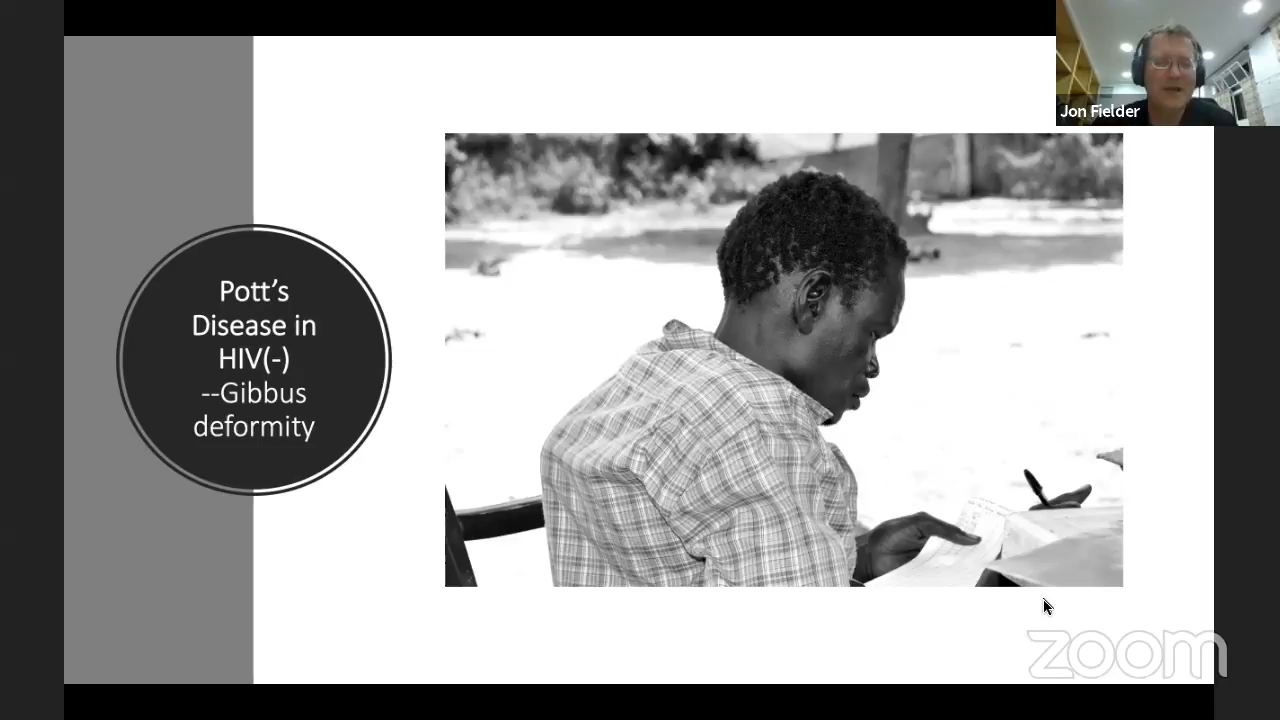 Jon Fielder
Pott’s
Disease in
HIV(-)
--Gibbus
deformity
zoom